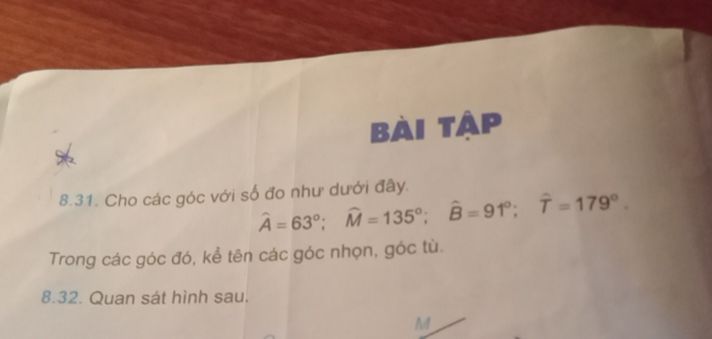 BÀI TẬP
8.31. Cho các góc với số đo như dưới đây.
Â = 63°; M̂ = 135°; B̂ = 91°; T̂ = 179°.
Trong các góc đó, kể tên các góc nhọn, góc tù.
8.32. Quan sát hình sau.
M